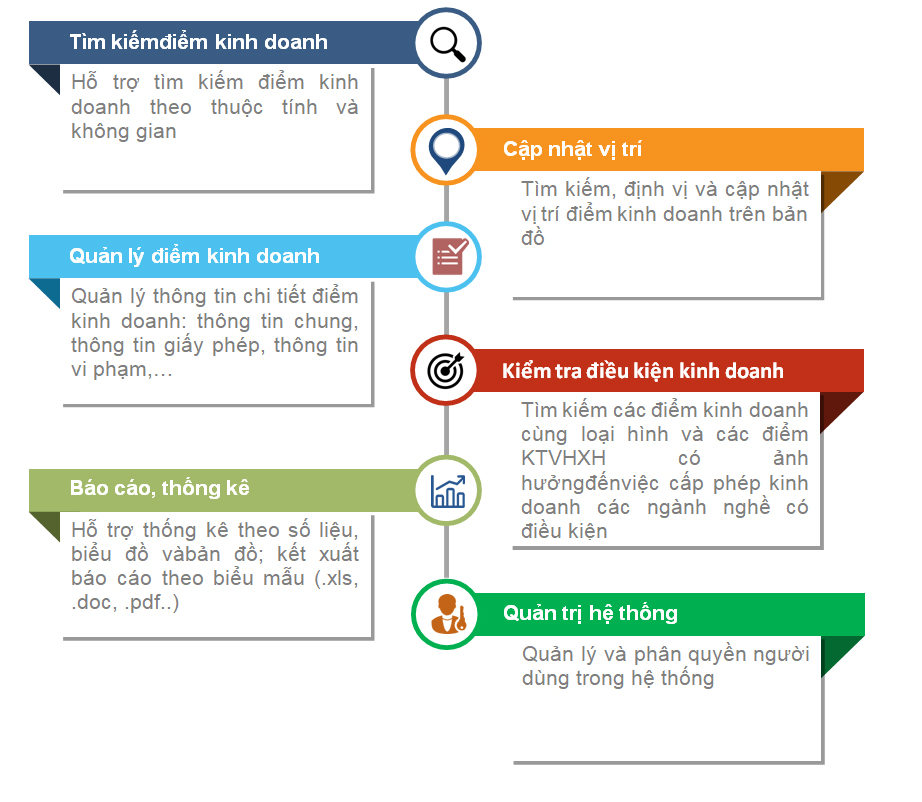 Tìm kiếmđiểm kinh doanh
Hỗ trợ tìm kiếm điểm kinh
doanh theo thuộc tính và
không gian
Cập nhật vị trí
Tìm kiếm, định vị và cập nhật
vị trí điểm kinh doanh trên bản
đồ
Quản lý điểm kinh doanh
Quản lý thông tin chi tiết điểm
kinh doanh: thông tin chung,
thông tin giấy phép, thông tin
vi phạm,…
Kiểm tra điều kiện kinh doanh
Tìm kiếm các điểm kinh doanh
cùng loại hình và các điểm
KTVHXH có ảnh
hưởngđếnviệc cấp phép kinh
doanh các ngành nghề có
điều kiện
Báo cáo, thống kê
Hỗ trợ thống kê theo số liệu,
biểu đồ vàbản đồ; kết xuất
báo cáo theo biểu mẫu (.xls,
.doc, .pdf..)
Quản trị hệ thống
Quản lý và phân quyền người
dùng trong hệ thống